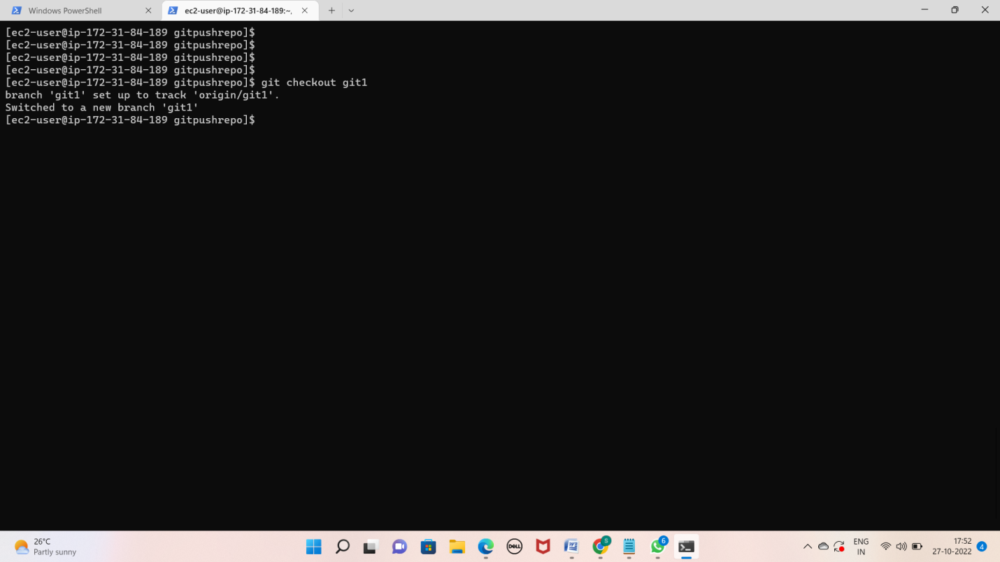 Windows PowerShell
ec2-user@ip-172-31-84-189:~,
[ec2-user@ip-172-31-84-189 gitpushrepo]$
[ec2-user@ip-172-31-84-189 gitpushrepo]$
[ec2-user@ip-172-31-84-189 gitpushrepo]$
[ec2-user@ip-172-31-84-189 gitpushrepo]$
[ec2-user@ip-172-31-84-189 gitpushrepo]$ git checkout git1
branch 'git1' set up to track 'origin/git1'.
Switched to a new branch 'git1'
[ec2-user@ip-172-31-84-189 gitpushrepo]$
26°C
Partly sunny
DELL
W
S
6
ENG
IN
17:52
27-10-2022
4